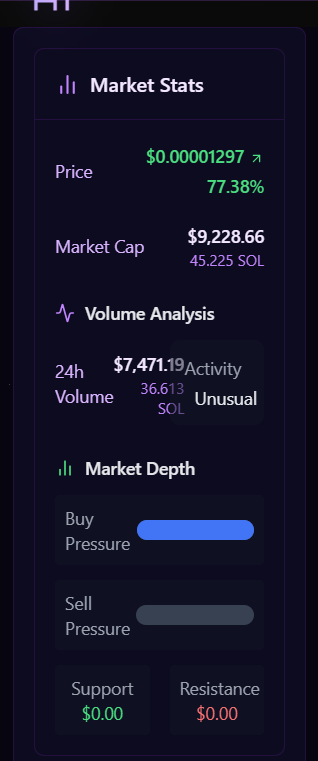 Market Stats
Price
$0.00001297 ↗
77.38%
Market Cap
$9,228.66
45.225 SOL
Volume Analysis
24h
Volume
$7,471.19
36.613
SOL
Activity
Unusual
Market Depth
Buy
Pressure
Sell
Pressure
Support
$0.00
Resistance
$0.00